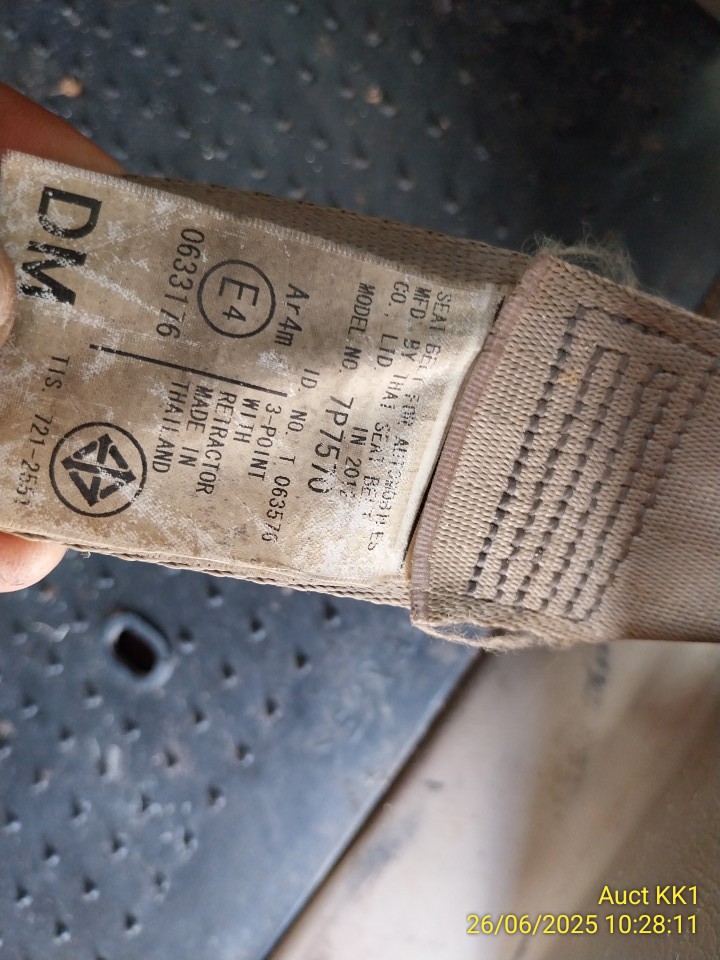 SEAT BELT FOR AUTOMOBILES
MFD. BY THAI SEAT BELT
CO., LTD. IN
MODEL NO. 7P7570
Ar4m ID NO. T 063576
E4
3-POINT
WITH
RETRACTOR
MADE IN
THAILAND
0633176
DM
TIS. 721-2551
Auct KK1
26/06/2025 10:28:11